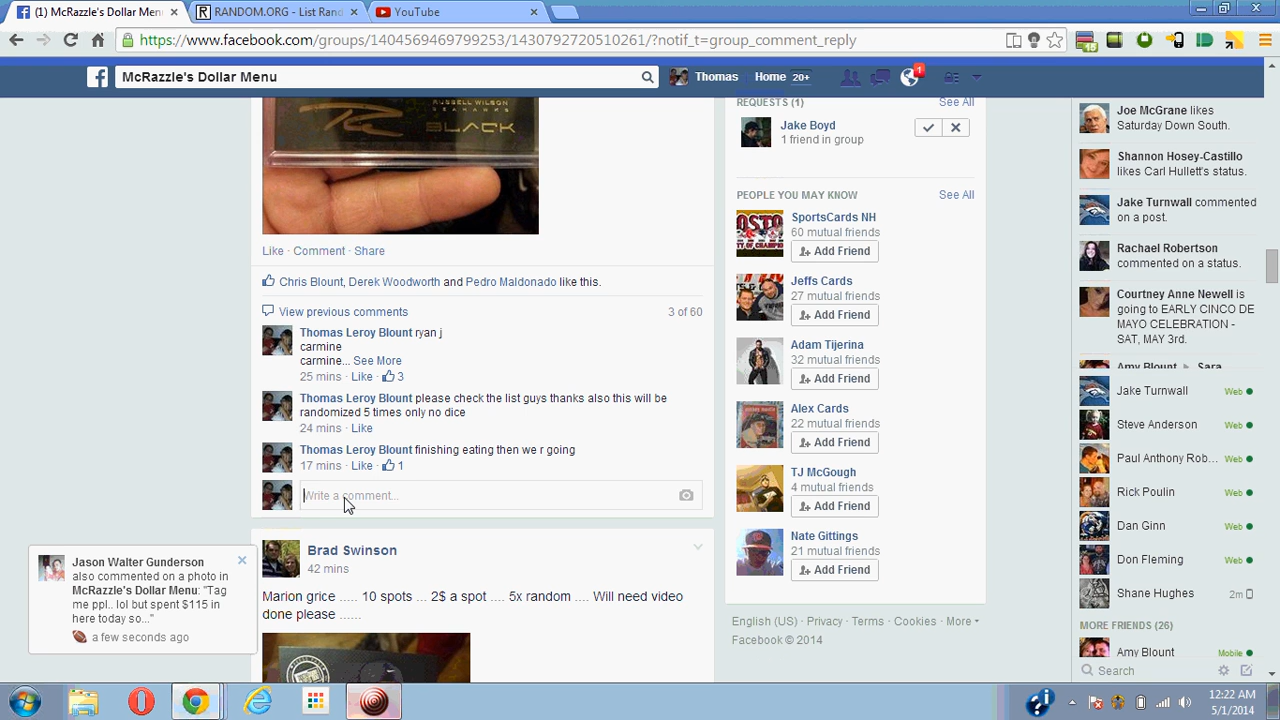 McRazzle's Dollar Menu
RANDOM.ORG - List Rand
YouTube
https://www.facebook.com/groups/1404569469799253/1430792720510261/?notif_t=group_comment_reply
15
McRazzle's Dollar Menu
Thomas
Home 20+
1
RUSSELL WILSON
SEAHAWKS
BLACK
Like · Comment · Share
Chris Blount, Derek Woodworth and Pedro Maldonado like this.
View previous comments
3 of 60
Thomas Leroy Blount ryan j
carmine
carmine... See More
25 mins · Like · 3
Thomas Leroy Blount please check the list guys thanks also this will be
randomized 5 times only no dice
24 mins · Like
Thomas Leroy Blount finishing eating then we r going
17 mins · Like · 1
Write a comment...
Brad Swinson
42 mins
Marion grice ..... 10 spots ... 2$ a spot .... 5x random .... Will need video
done please ......
Jason Walter Gunderson
also commented on a photo in
McRazzle's Dollar Menu: "Tag
me ppl.. lol but spent $115 in
here today so..."
a few seconds ago
REQUESTS (1)
See All
Jake Boyd
1 friend in group
PEOPLE YOU MAY KNOW
See All
SportsCards NH
60 mutual friends
Add Friend
Jeffs Cards
27 mutual friends
Add Friend
Adam Tijerina
32 mutual friends
Add Friend
Alex Cards
22 mutual friends
Add Friend
TJ McGough
4 mutual friends
Add Friend
Nate Gittings
21 mutual friends
Add Friend
English (US) · Privacy · Terms · Cookies · More
Facebook © 2014
Joe McGrane likes
Saturday Down South.
Shannon Hosey-Castillo
likes Carl Hullett's status.
Jake Turnwall commented
on a post.
Rachael Robertson
commented on a status.
Courtney Anne Newell is
going to EARLY CINCO DE
MAYO CELEBRATION -
SAT, MAY 3rd.
Amy Blount ▸ Sara
Jake Turnwall Web
Steve Anderson Web
Paul Anthony Rob... Web
Rick Poulin Web
Dan Ginn Web
Don Fleming Web
Shane Hughes 2m
MORE FRIENDS (26)
Amy Blount Mobile
Search
12:22 AM
5/1/2014